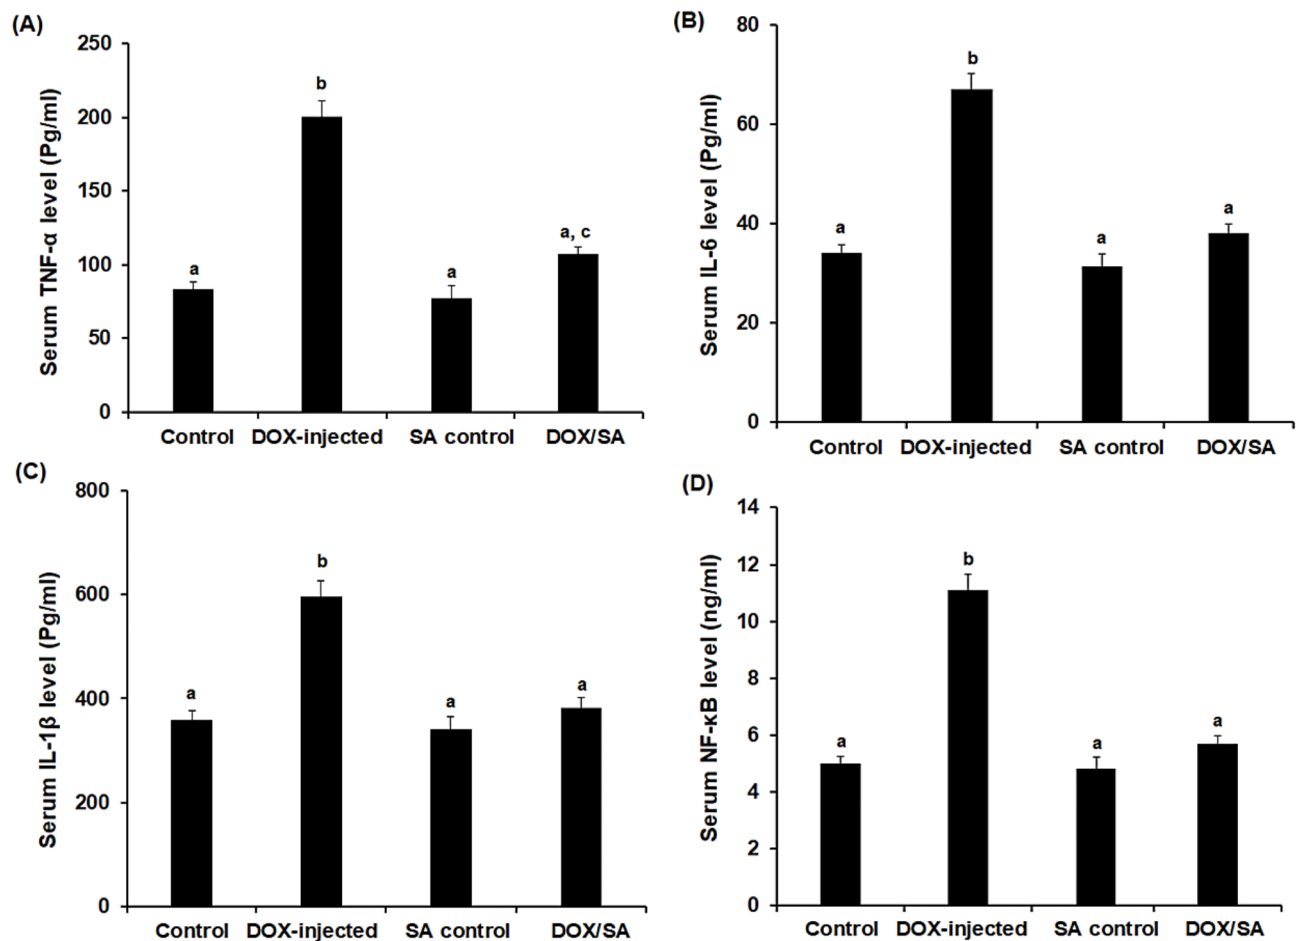 (A)
Serum TNF-α level (Pg/ml)
250
200
150
100
50
0
a
b
a
a, c
Control DOX-injected SA control DOX/SA
(B)
Serum IL-6 level (Pg/ml)
80
60
40
20
0
a
b
a
a
Control DOX-injected SA control DOX/SA
(C)
Serum IL-1β level (Pg/ml)
800
600
400
200
0
a
b
a
a
Control DOX-injected SA control DOX/SA
(D)
Serum NF-κB level (ng/ml)
14
12
10
8
6
4
2
0
a
b
a
a
Control DOX-injected SA control DOX/SA